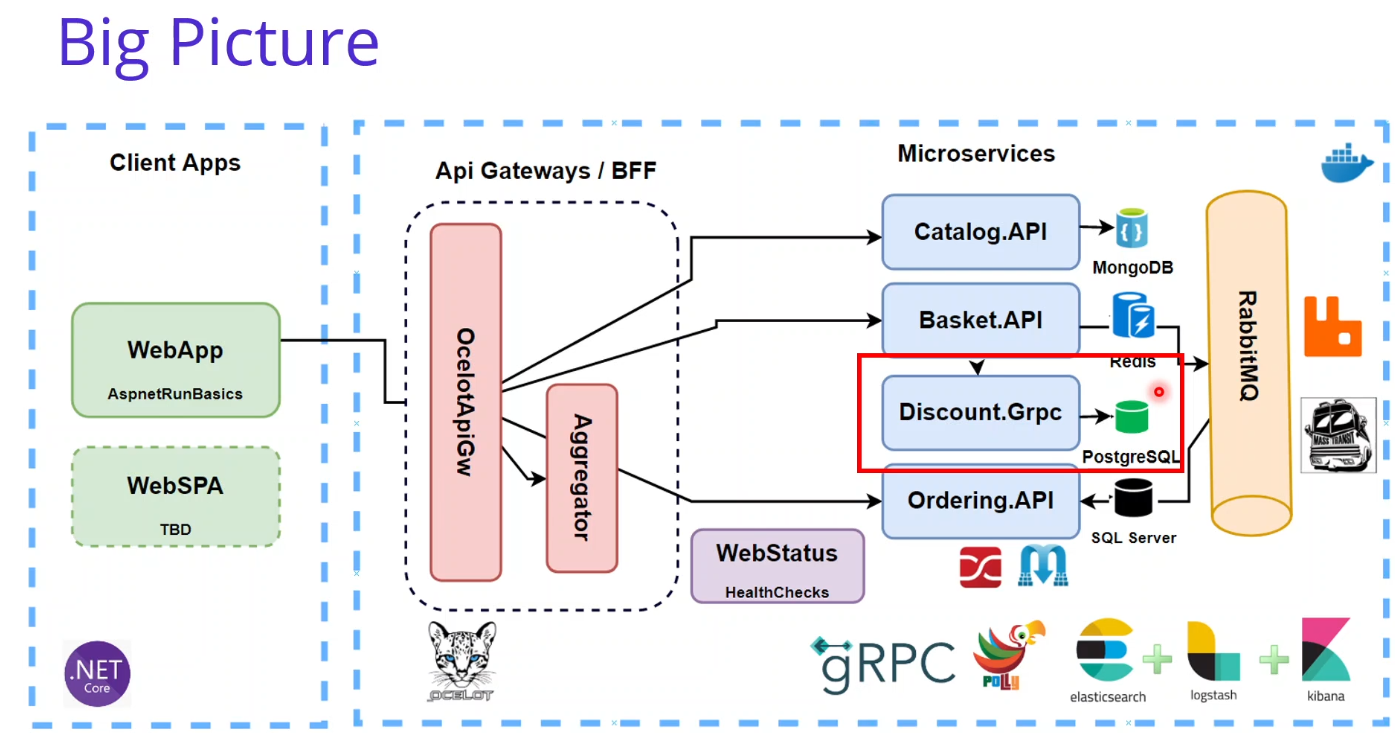 Big Picture
Client Apps
WebApp
AspnetRunBasics
WebSPA
TBD
.NET
Core
Api Gateways / BFF
OcelotApiGw
Aggregator
OCELOT
Microservices
Catalog.API
MongoDB
Basket.API
Redis
Discount.Grpc
PostgreSQL
Ordering.API
SQL Server
WebStatus
HealthChecks
RabbitMQ
MASS TRANSIT
gRPC
POLLY
elasticsearch
logstash
kibana